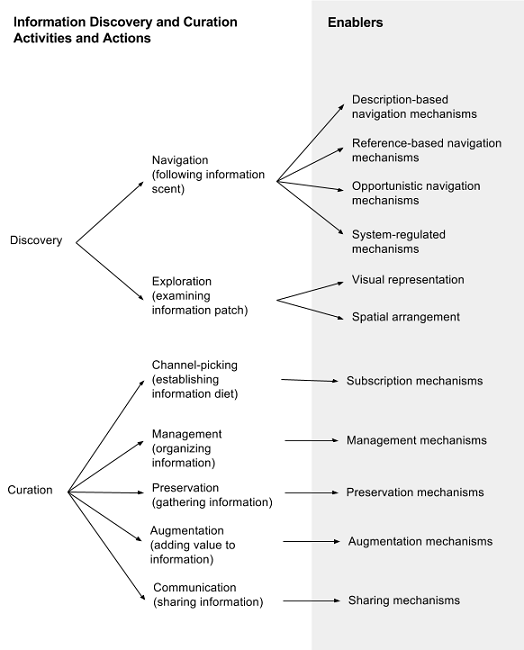 Information Discovery and Curation
Activities and Actions
Enablers
Discovery
Navigation
(following information
scent)
Description-based
navigation mechanisms
Reference-based navigation
mechanisms
Opportunistic navigation
mechanisms
System-regulated
mechanisms
Exploration
(examining
information patch)
Visual representation
Spatial arrangement
Curation
Channel-picking
(establishing
information diet)
Subscription mechanisms
Management
(organizing
information)
Management mechanisms
Preservation
(gathering information)
Preservation mechanisms
Augmentation
(adding value to
information)
Augmentation mechanisms
Communication
(sharing information)
Sharing mechanisms